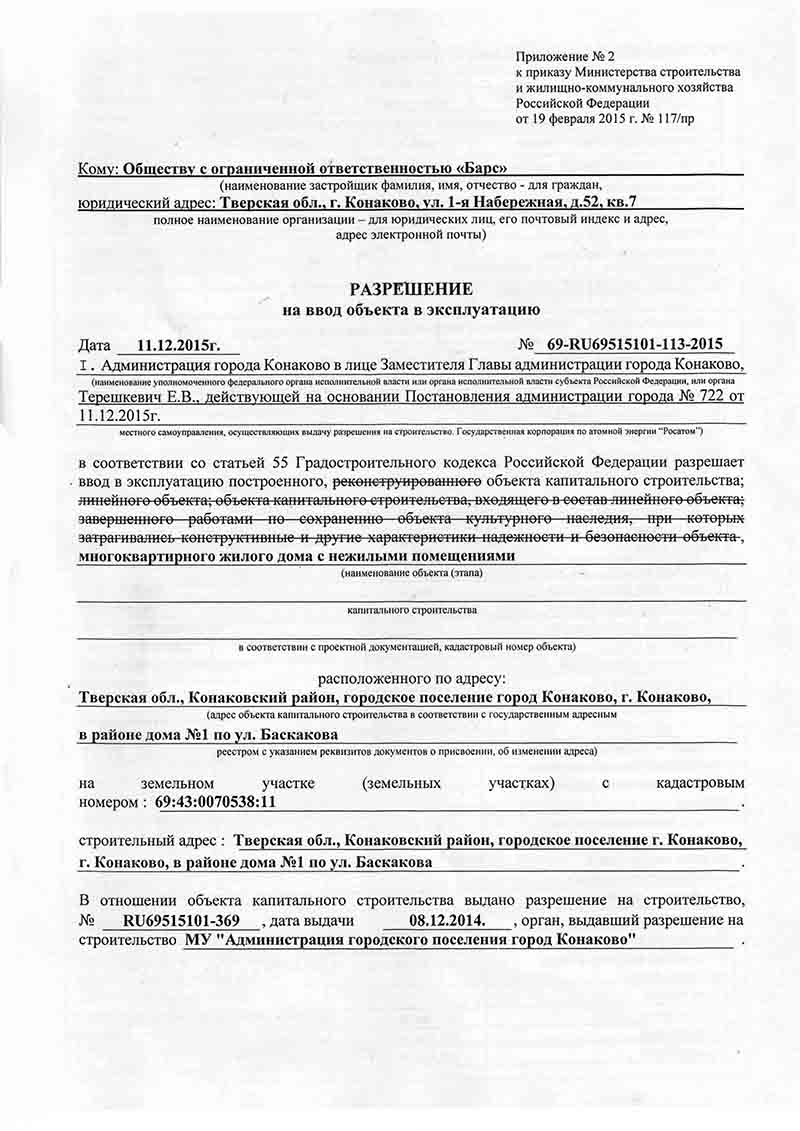 Приложение № 2
к приказу Министерства строительства
и жилищно-коммунального хозяйства
Российской Федерации
от 19 февраля 2015 г. № 117/пр
Кому: Обществу с ограниченной ответственностью «Барс»
(наименование застройщик фамилия, имя, отчество - для граждан,
юридический адрес: Тверская обл., г. Конаково, ул. 1-я Набережная, д.52, кв.7
полное наименование организации – для юридических лиц, его почтовый индекс и адрес,
адрес электронной почты)
РАЗРЕШЕНИЕ
на ввод объекта в эксплуатацию
Дата 11.12.2015г. № 69-RU69515101-113-2015
I. Администрация города Конаково в лице Заместителя Главы администрации города Конаково,
(наименование уполномоченного федерального органа исполнительной власти или органа исполнительной власти субъекта Российской Федерации, или органа
Терешкевич Е.В., действующей на основании Постановления администрации города № 722 от
11.12.2015г.
местного самоуправления, осуществляющих выдачу разрешения на строительство. Государственная корпорация по атомной энергии “Росатом”)
в соответствии со статьей 55 Градостроительного кодекса Российской Федерации разрешает
ввод в эксплуатацию построенного, реконструированного объекта капитального строительства;
линейного объекта; объекта капитального строительства, входящего в состав линейного объекта;
завершенного работами по сохранению объекта культурного наследия, при которых
затрагивались конструктивные и другие характеристики надежности и безопасности объекта ,
многоквартирного жилого дома с нежилыми помещениями
(наименование объекта (этапа)
капитального строительства
в соответствии с проектной документацией, кадастровый номер объекта)
расположенного по адресу:
Тверская обл., Конаковский район, городское поселение город Конаково, г. Конаково,
(адрес объекта капитального строительства в соответствии с государственным адресным
в районе дома №1 по ул. Баскакова
реестром с указанием реквизитов документов о присвоении, об изменении адреса)
на земельном участке (земельных участках) с кадастровым
номером : 69:43:0070538:11 .
строительный адрес : Тверская обл., Конаковский район, городское поселение г. Конаково,
г. Конаково, в районе дома №1 по ул. Баскакова .
В отношении объекта капитального строительства выдано разрешение на строительство,
№ RU69515101-369 , дата выдачи 08.12.2014. , орган, выдавший разрешение на
строительство МУ "Администрация городского поселения город Конаково" .